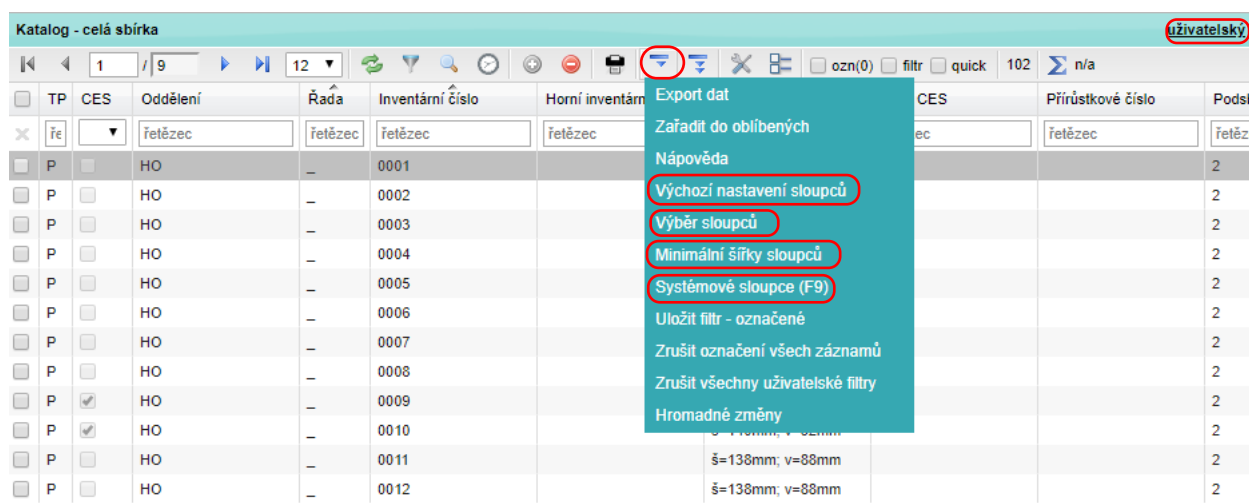 Katalog - celá sbírka uživatelský
1 / 9 12 ozn(0) filtr quick 102 n/a
TP CES Oddělení Řada Inventární číslo Horní inventárn CES Přírůstkové číslo
ře řetězec řetězec řetězec řetězec řetězec
P HO _ 0001 2
P HO _ 0002 2
P HO _ 0003 2
P HO _ 0004 2
P HO _ 0005 2
P HO _ 0006 2
P HO _ 0007 2
P HO _ 0008 2
P HO _ 0009 2
P HO _ 0010 2
P HO _ 0011 š=138mm; v=88mm 2
P HO _ 0012 š=138mm; v=88mm 2
Export dat
Zařadit do oblíbených
Nápověda
Výchozí nastavení sloupců
Výběr sloupců
Minimální šířky sloupců
Systémové sloupce (F9)
Uložit filtr - označené
Zrušit označení všech záznamů
Zrušit všechny uživatelské filtry
Hromadné změny